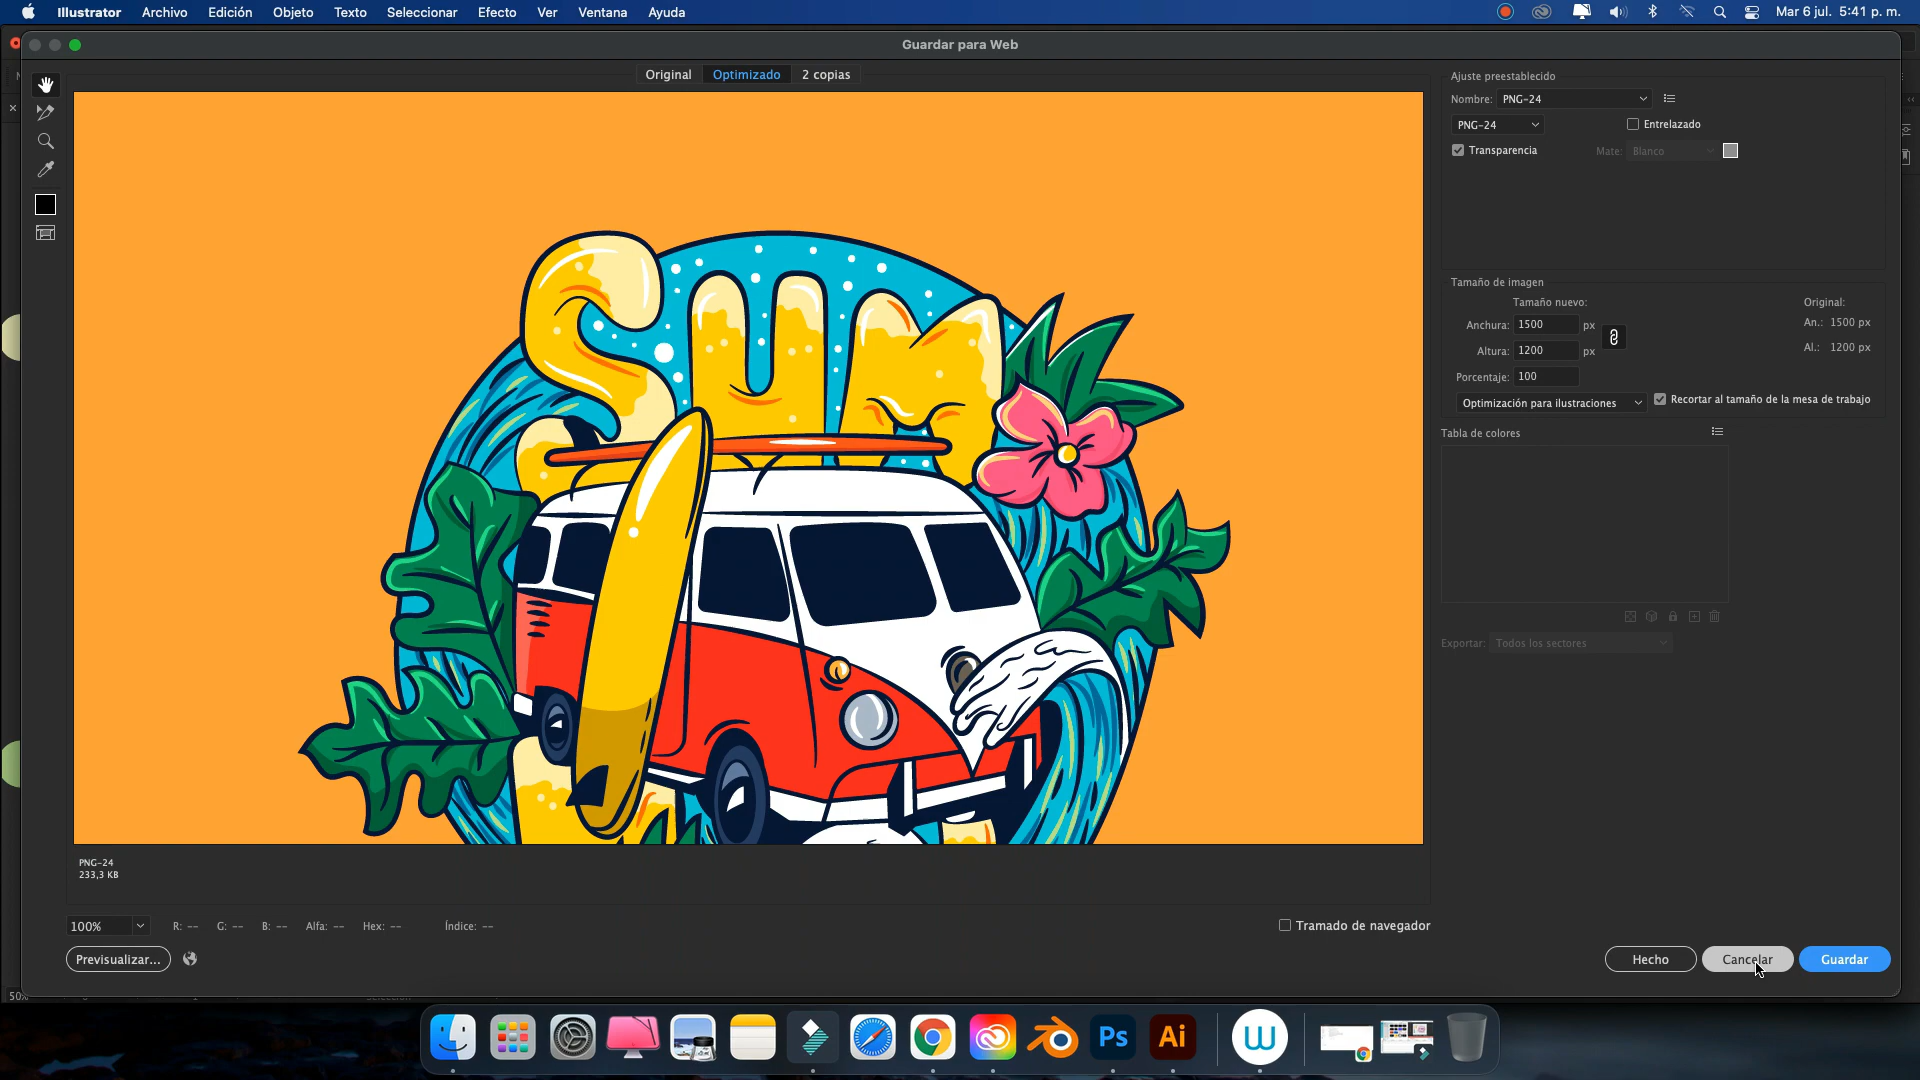 Illustrator Archivo Edición Objeto Texto Seleccionar Efecto Ver Ventana Ayuda
Mar 6 jul. 5:41 p. m.
Guardar para Web
Original Optimizado 2 copias
Ajuste preestablecido
Nombre: PNG-24
PNG-24
Entrelazado
Transparencia
Mate: Blanco
SUM
Tamaño de imagen
Tamaño nuevo:
Original:
Anchura: 1500 px
An.: 1500 px
Altura: 1200 px
Al.: 1200 px
Porcentaje: 100
Optimización para ilustraciones
Recortar al tamaño de la mesa de trabajo
Tabla de colores
Exportar: Todos los sectores
PNG-24
233,3 KB
100%
R: -- G: -- B: -- Alfa: -- Hex: -- Índice: --
Tramado de navegador
Previsualizar...
Hecho
Cancelar
Guardar
50%
Ps
Ai